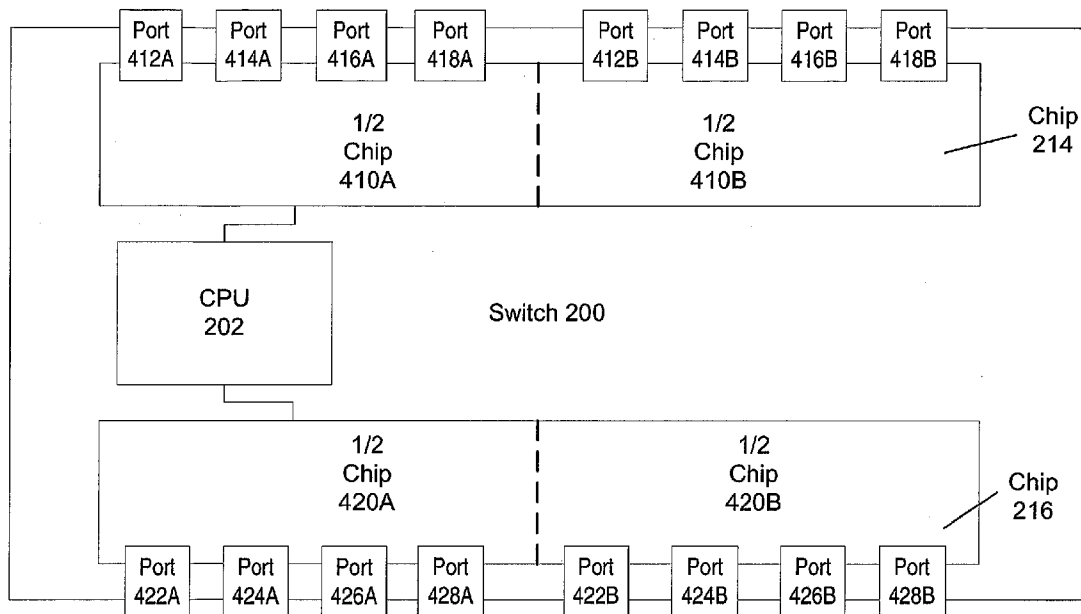 Port
412A
Port
414A
Port
416A
Port
418A
Port
412B
Port
414B
Port
416B
Port
418B
1/2
Chip
410A
1/2
Chip
410B
Chip
214
CPU
202
Switch 200
1/2
Chip
420A
1/2
Chip
420B
Chip
216
Port
422A
Port
424A
Port
426A
Port
428A
Port
422B
Port
424B
Port
426B
Port
428B